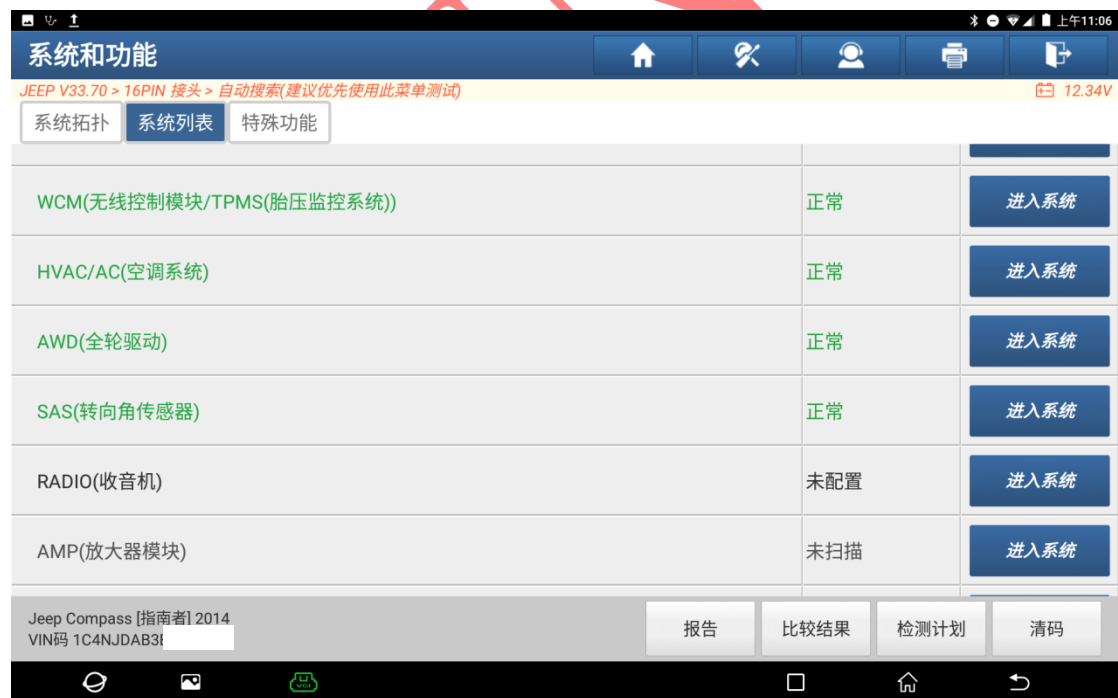 上午11:06
系统和功能
JEEP V33.70 > 16PIN 接头 > 自动搜索(建议优先使用此菜单测试) 12.34V
系统拓扑 系统列表 特殊功能
WCM(无线控制模块/TPMS(胎压监控系统)) 正常 进入系统
HVAC/AC(空调系统) 正常 进入系统
AWD(全轮驱动) 正常 进入系统
SAS(转向角传感器) 正常 进入系统
RADIO(收音机) 未配置 进入系统
AMP(放大器模块) 未扫描 进入系统
Jeep Compass [指南者] 2014
VIN码 1C4NJDAB3
报告 比较结果 检测计划 清码
VCI